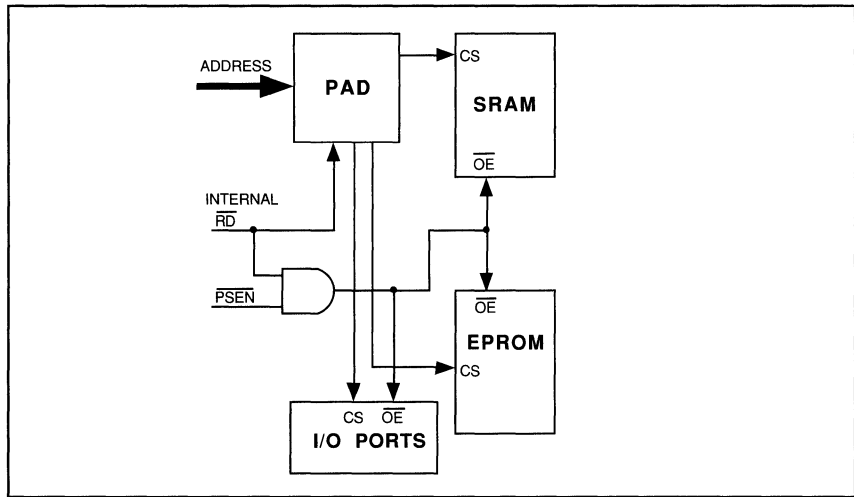 ADDRESS
PAD
CS
SRAM
OE
INTERNAL
RD
PSEN
OE
EPROM
CS
CS OE
I/O PORTS